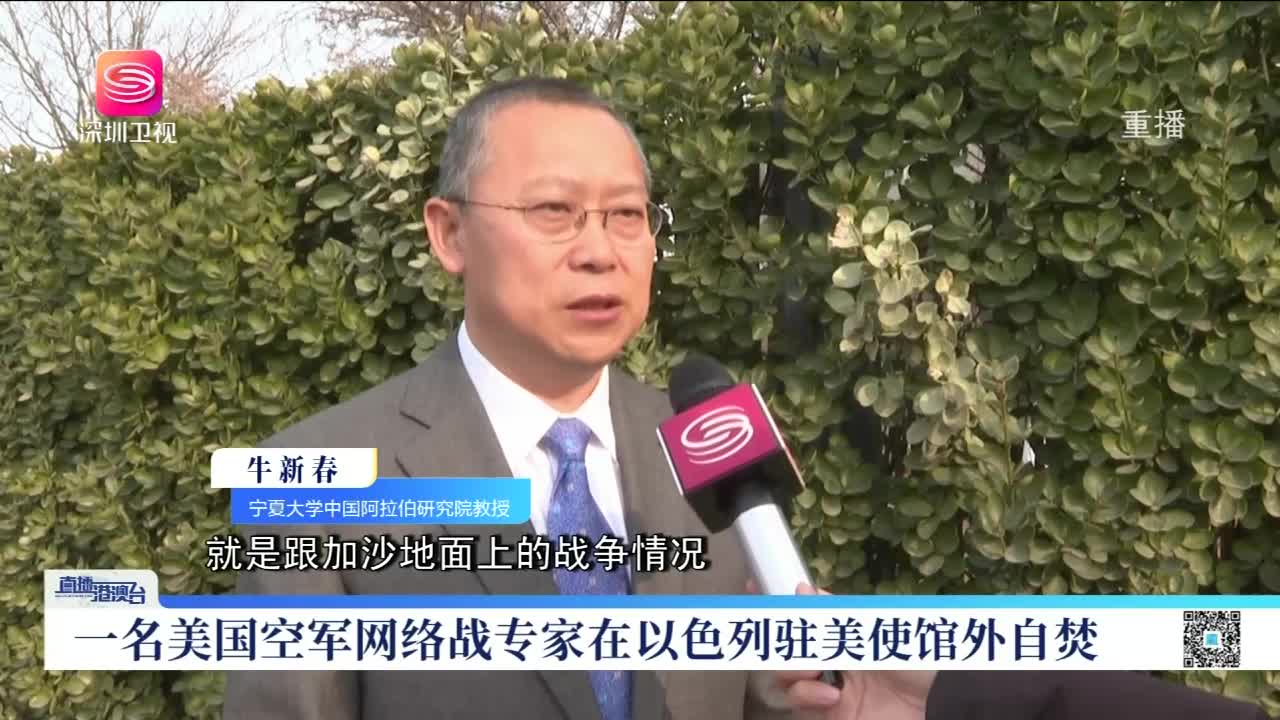 深圳卫视
重播
牛新春
宁夏大学中国阿拉伯研究院教授
就是跟加沙地面上的战争情况
直播
港澳台
一名美国空军网络战专家在以色列驻美使馆外自焚